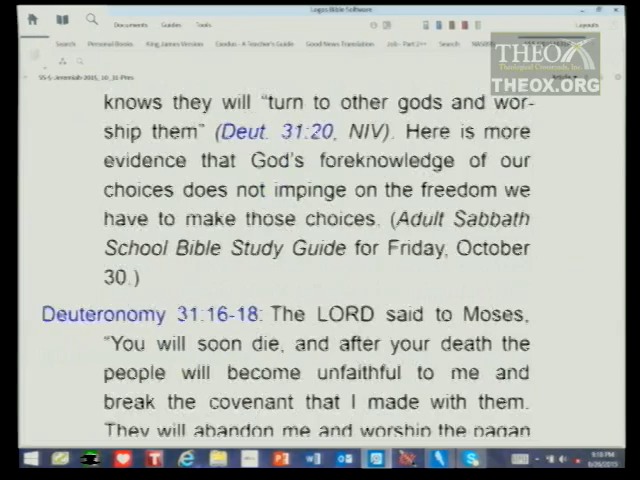 Logos Bible Software
Documents Guides Tools
Layouts
Search Personal Books King James Version Exodus - A Teacher's Guide Good News Translation Job - Part 2 Search
THEOX
THEOX.ORG
knows they will "turn to other gods and wor-
ship them" (Deut. 31:20, NIV). Here is more
evidence that God's foreknowledge of our
choices does not impinge on the freedom we
have to make those choices. (Adult Sabbath
School Bible Study Guide for Friday, October
30.)
Deuteronomy 31:16-18: The LORD said to Moses,
"You will soon die, and after your death the
people will become unfaithful to me and
break the covenant that I made with them.
They will abandon me and worship the pagan